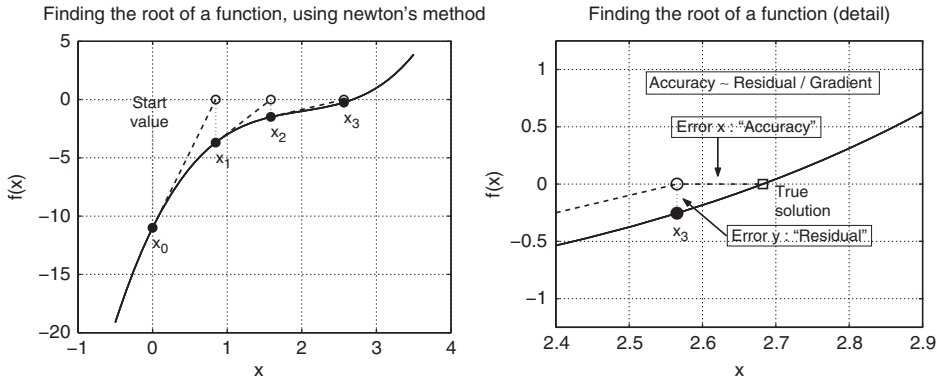 Finding the root of a function, using newton's method
5
0
−5
−10
−15
−20
−1
0
1
2
3
4
f(x)
x
Start
value
x0
x1
x2
x3
Finding the root of a function (detail)
1
0.5
0
−0.5
−1
2.4
2.5
2.6
2.7
2.8
2.9
f(x)
x
Accuracy ~ Residual / Gradient
Error x : “Accuracy”
True
solution
x3
Error y : “Residual”